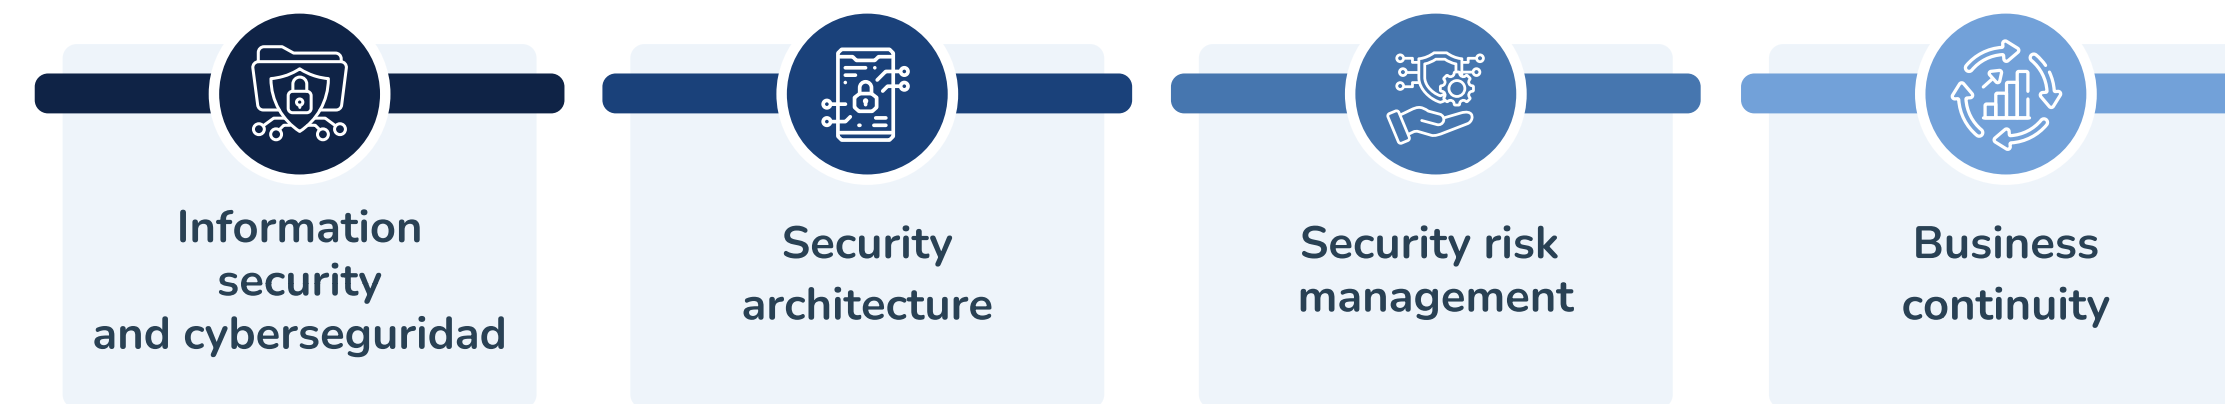 Information
security
and cyberseguridad
Security
architecture
Security risk
management
Business
continuity